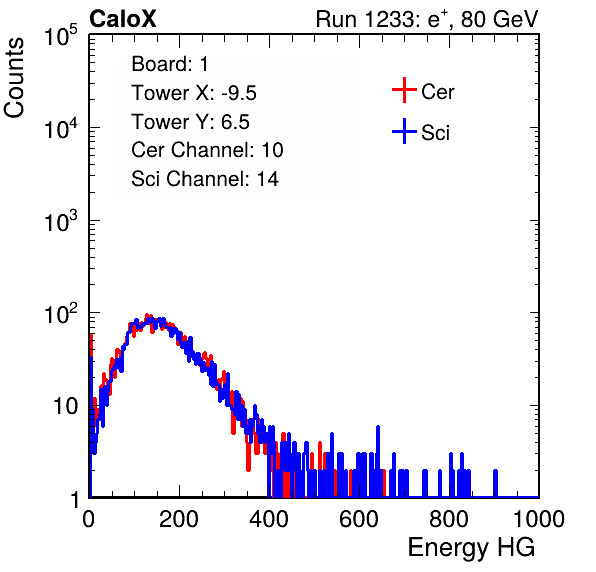 CaloX Run 1233: e+, 80 GeV
Counts
Board: 1
Tower X: -9.5
Tower Y: 6.5
Cer Channel: 10
Sci Channel: 14
Cer
Sci
10^5
10^4
10^3
10^2
10
1
0 200 400 600 800 1000
Energy HG